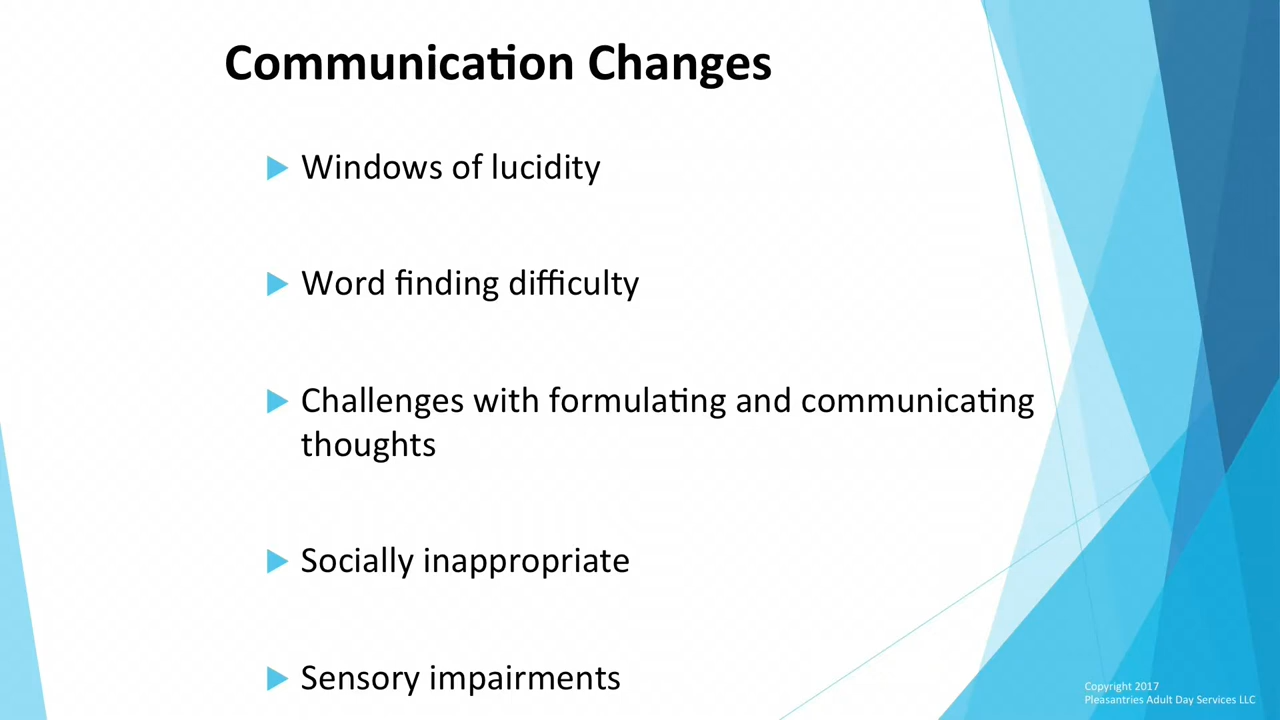 Communication Changes
Windows of lucidity
Word finding difficulty
Challenges with formulating and communicating
thoughts
Socially inappropriate
Sensory impairments
Copyright 2017
Pleasantries Adult Day Services LLC